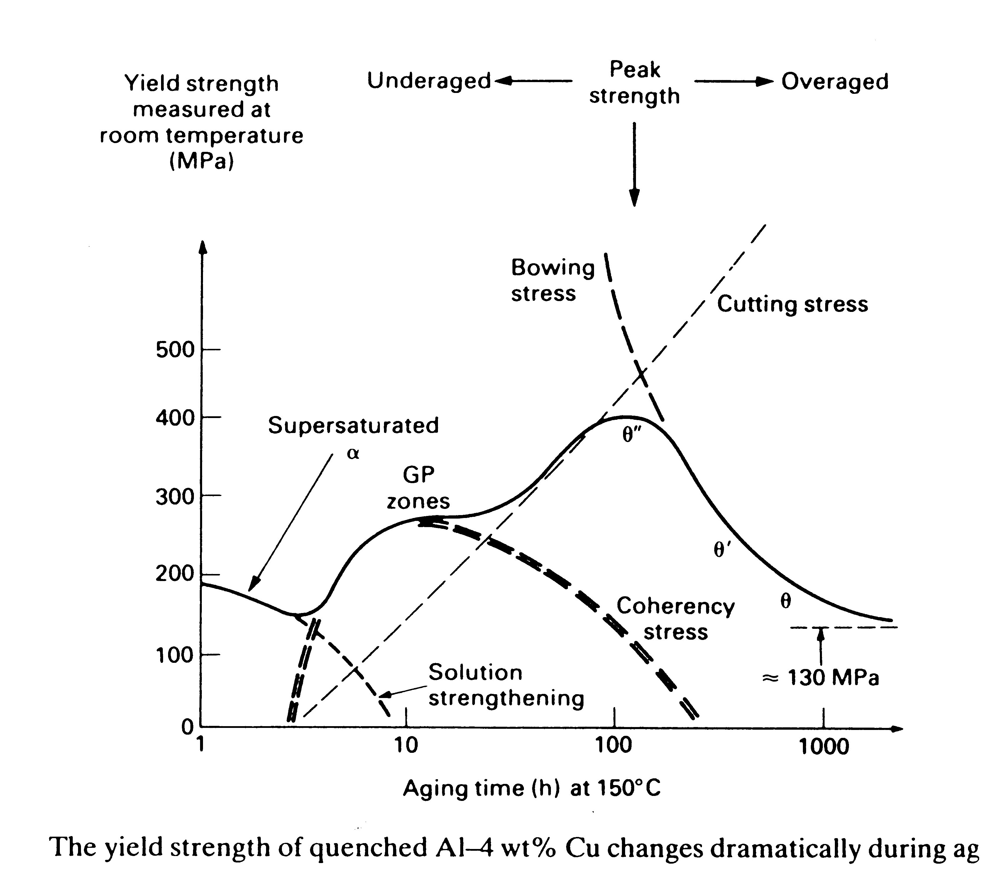 Yield strength
measured at
room temperature
(MPa)
Underaged
Peak
strength
Overaged
Bowing
stress
Cutting stress
500
400
300
200
100
0
Supersaturated
α
GP
zones
θ″
θ′
θ
Coherency
stress
Solution
strengthening
≈ 130 MPa
1
10
100
1000
Aging time (h) at 150°C
The yield strength of quenched Al–4 wt% Cu changes dramatically during ag